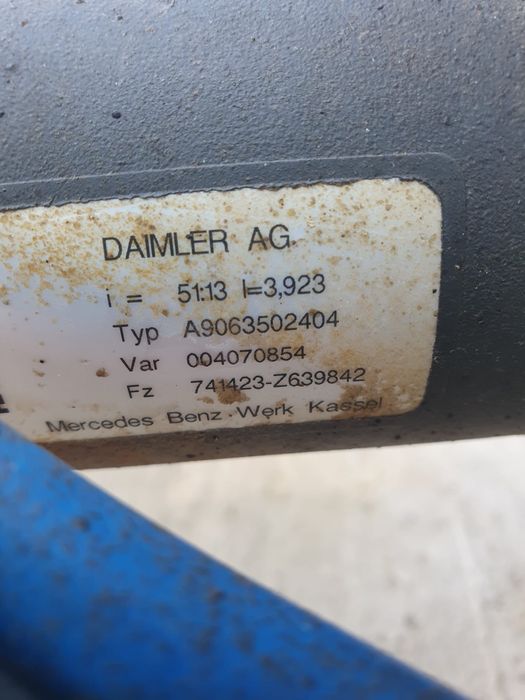 DAIMLER AG.
i = 51:13 I=3,923
Typ A9063502404
Var 004070854
Fz 741423-Z639842
Mercedes Benz Werk Kassel